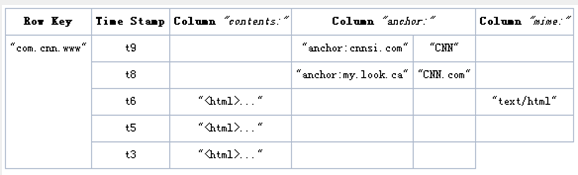 Row Key Time Stamp Column "contents:" Column "anchor:" Column "mime:"
"com.cnn.www" t9 "anchor:cnnsi.com" "CNN"
t8 "anchor:my.look.ca" "CNN.com"
t6 "<html>..." "text/html"
t5 "<html>..."
t3 "<html>..."